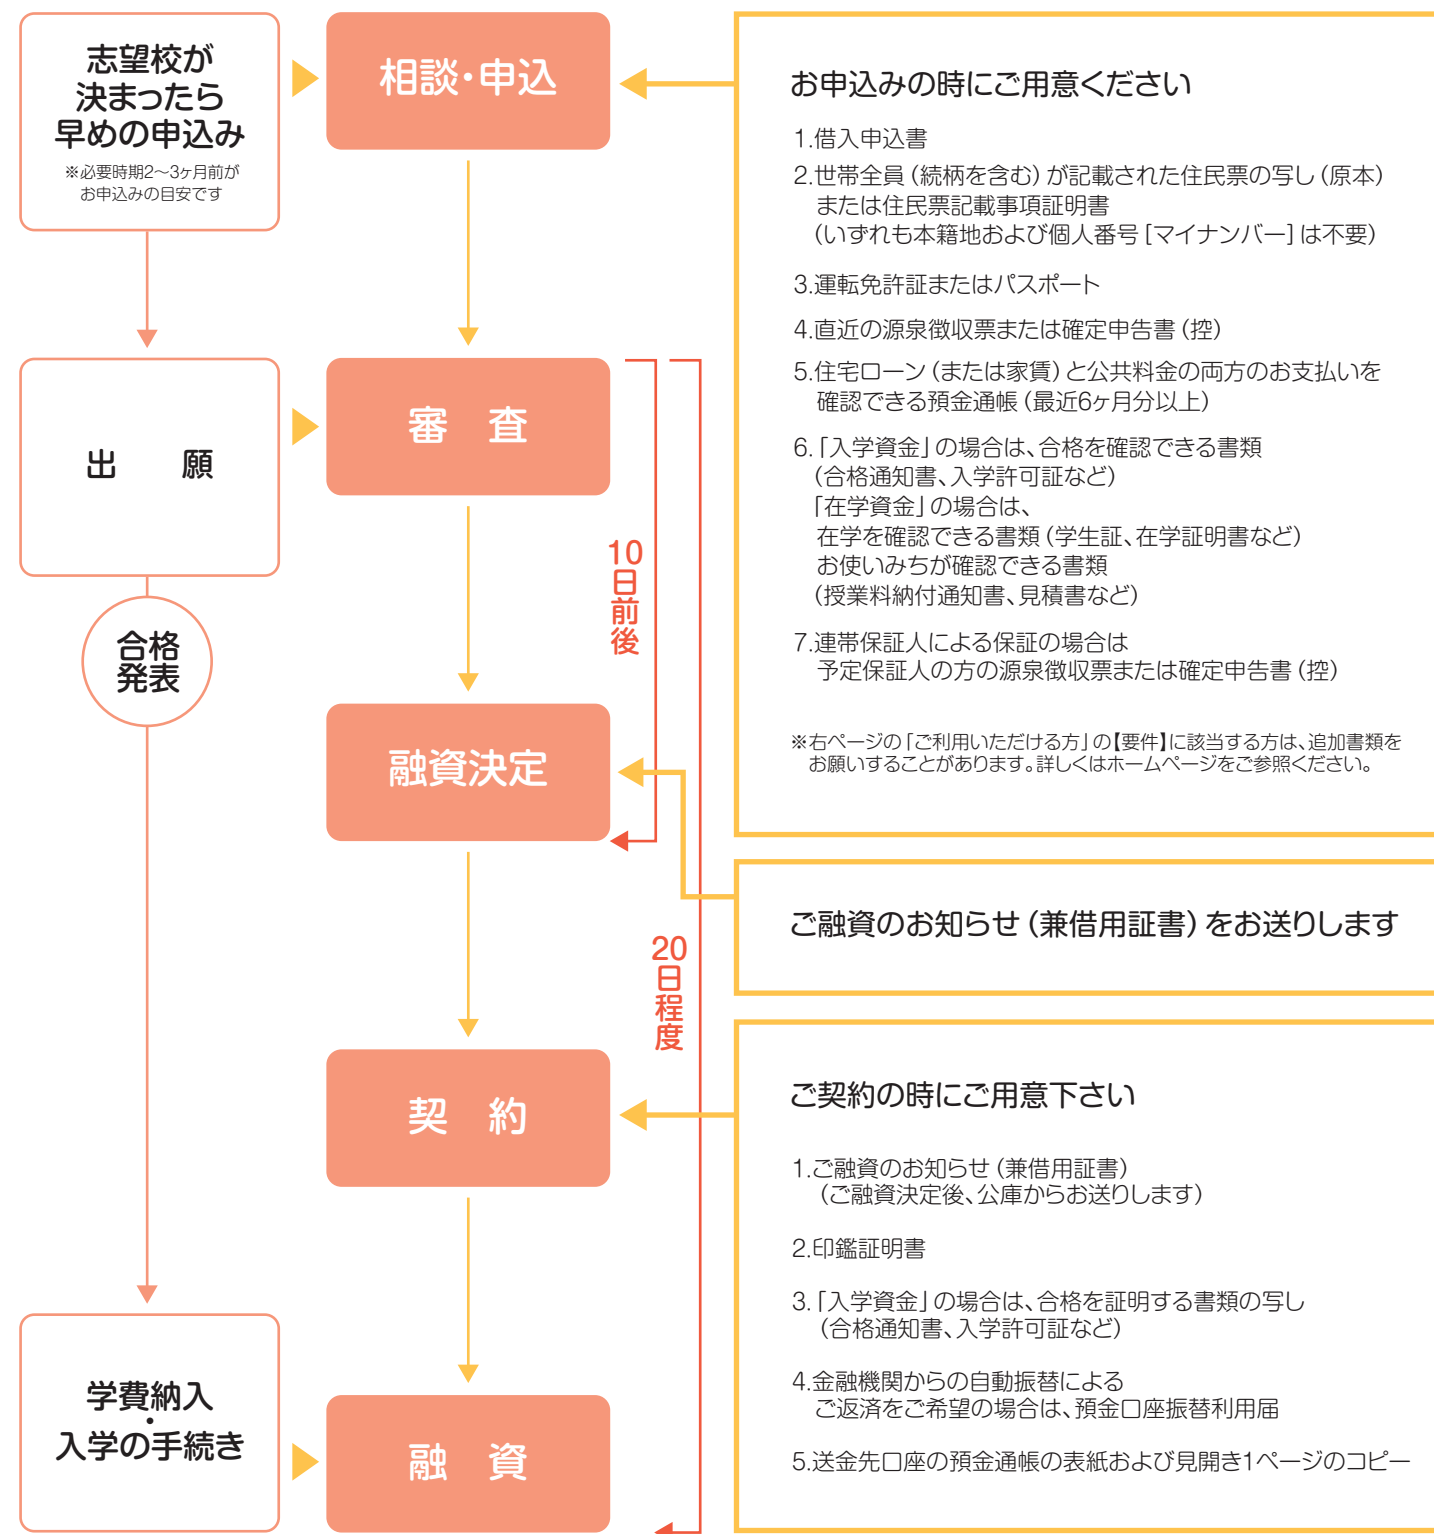 志望校が
決まったら
早めの申込み
※必要時期2〜3ヶ月前が
お申込みの目安です
出　願
合格
発表
学費納入
・
入学の手続き
相談・申込
審　査
融資決定
契　約
融　資
10日前後
20日程度
お申込みの時にご用意ください
1.借入申込書
2.世帯全員（続柄を含む）が記載された住民票の写し（原本）
または住民票記載事項証明書
（いずれも本籍地および個人番号［マイナンバー］は不要）
3.運転免許証またはパスポート
4.直近の源泉徴収票または確定申告書（控）
5.住宅ローン（または家賃）と公共料金の両方のお支払いを
確認できる預金通帳（最近6ヶ月分以上）
6.「入学資金」の場合は、合格を確認できる書類
（合格通知書、入学許可証など）
「在学資金」の場合は、
在学を確認できる書類（学生証、在学証明書など）
お使いみちが確認できる書類
（授業料納付通知書、見積書など）
7.連帯保証人による保証の場合は
予定保証人の方の源泉徴収票または確定申告書（控）
※右ページの「ご利用いただける方」の【要件】に該当する方は、追加書類を
お願いすることがあります。詳しくはホームページをご参照ください。
ご融資のお知らせ（兼借用証書）をお送りします
ご契約の時にご用意下さい
1.ご融資のお知らせ（兼借用証書）
（ご融資決定後、公庫からお送りします）
2.印鑑証明書
3.「入学資金」の場合は、合格を証明する書類の写し
（合格通知書、入学許可証など）
4.金融機関からの自動振替による
ご返済をご希望の場合は、預金口座振替利用届
5.送金先口座の預金通帳の表紙および見開き1ページのコピー